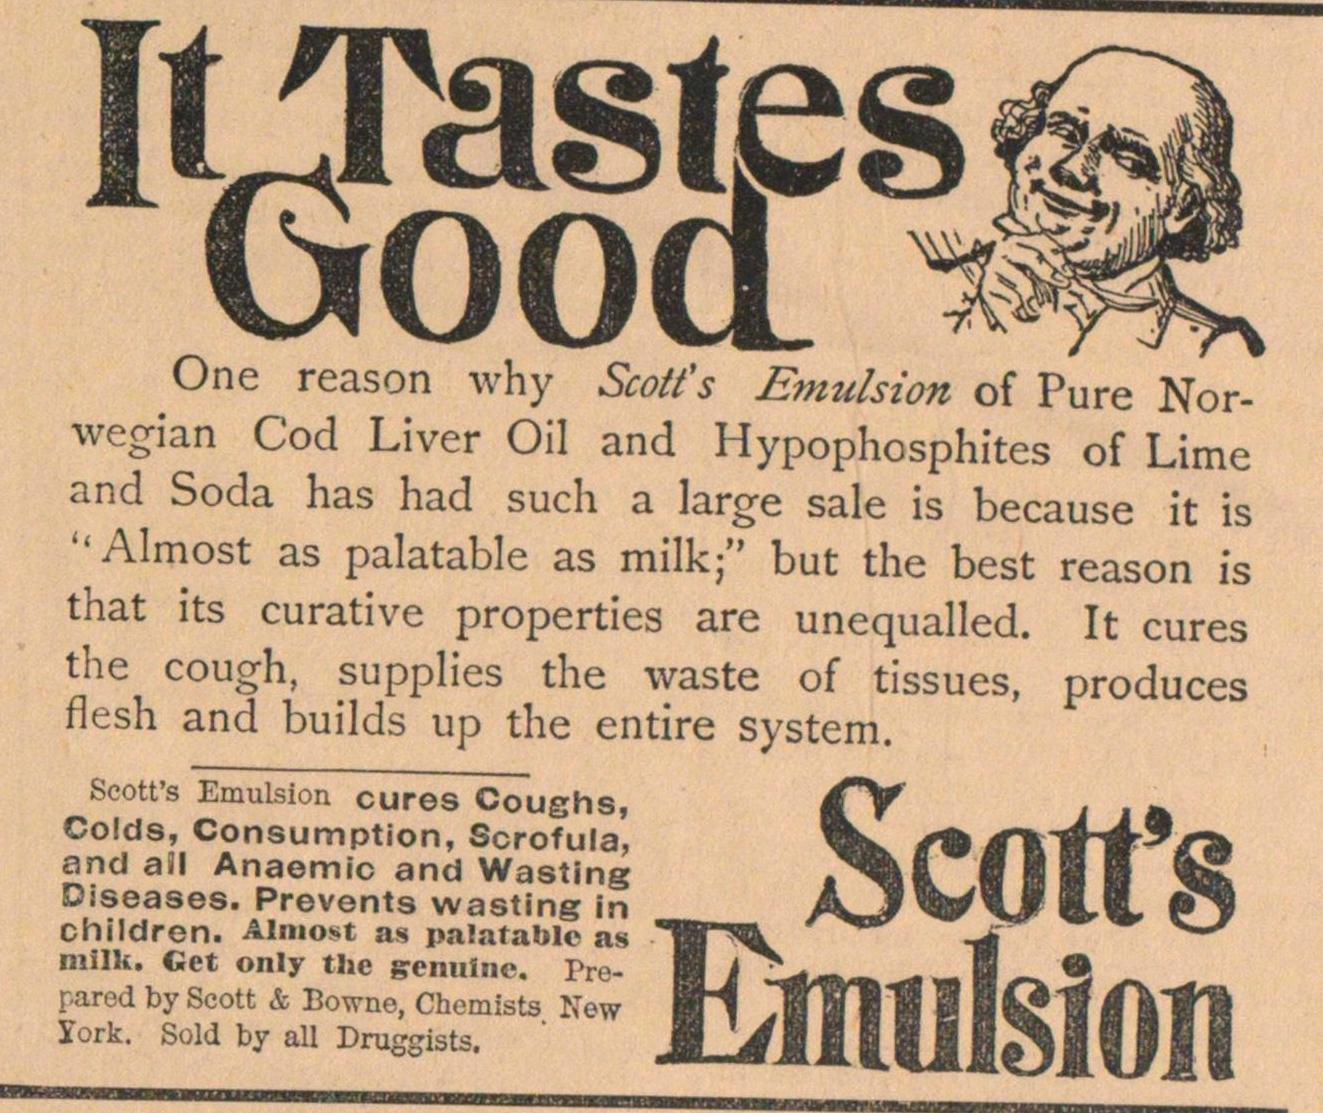 It Tastes
Good
One reason why Scott's Emulsion of Pure Nor-
wegian Cod Liver Oil and Hypophosphites of Lime
and Soda has had such a large sale is because it is
“Almost as palatable as milk;” but the best reason is
that its curative properties are unequalled. It cures
the cough, supplies the waste of tissues, produces
flesh and builds up the entire system.
Scott's Emulsion cures Coughs,
Colds, Consumption, Scrofula,
and all Anaemic and Wasting
Diseases. Prevents wasting in
children. Almost as palatable as
milk. Get only the genuine. Pre-
pared by Scott & Bowne, Chemists, New
York. Sold by all Druggists.
Scott's
Emulsion